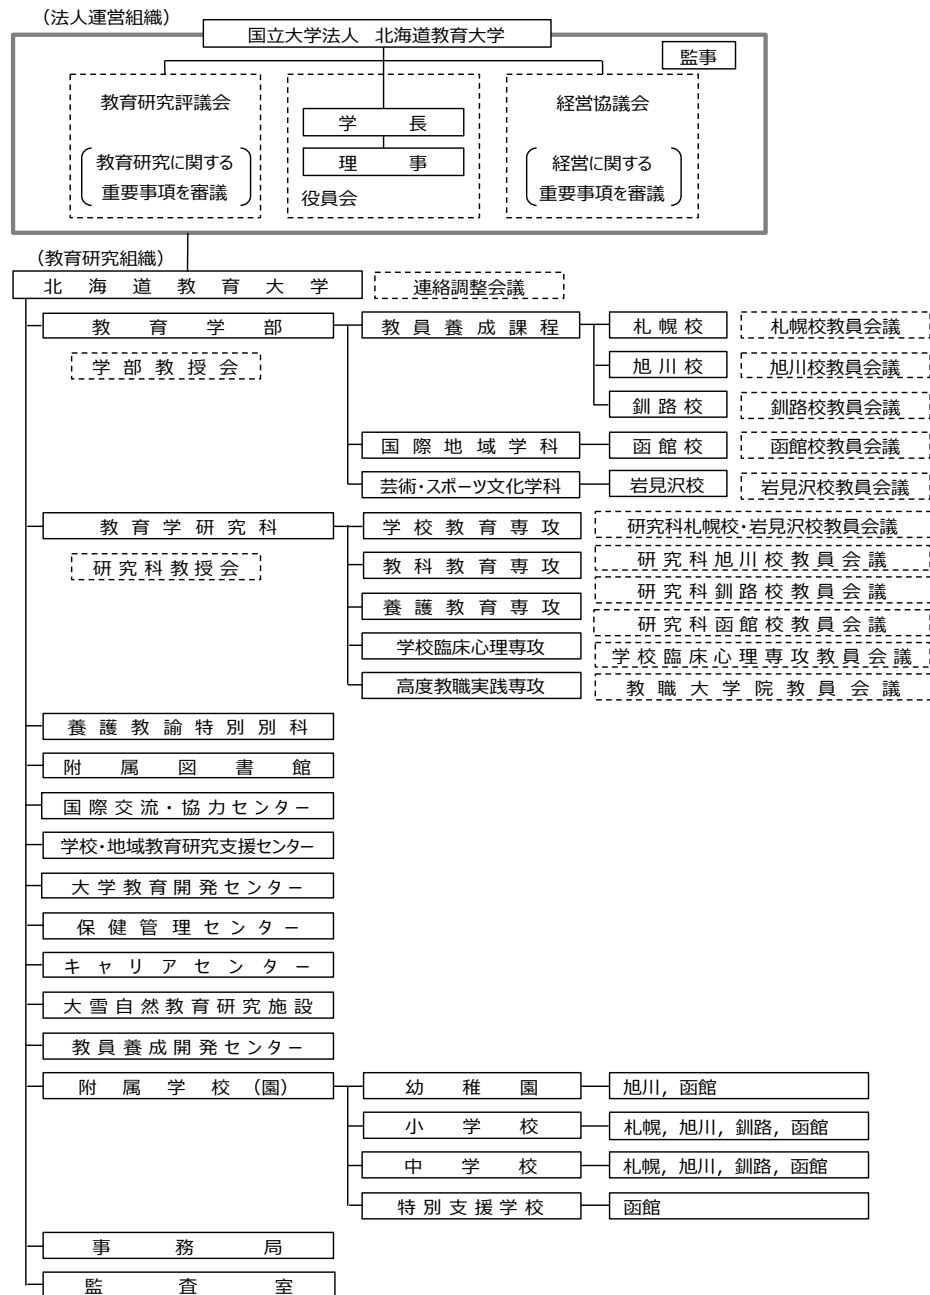 （法人運営組織）
国立大学法人　北海道教育大学
監事
教育研究評議会
経営協議会
学長
理事
教育研究に関する
重要事項を審議
役員会
経営に関する
重要事項を審議
（教育研究組織）
北海道教育大学
連絡調整会議
教育学部
教員養成課程
札幌校
札幌校教員会議
学部教授会
旭川校
旭川校教員会議
釧路校
釧路校教員会議
国際地域学科
函館校
函館校教員会議
芸術・スポーツ文化学科
岩見沢校
岩見沢校教員会議
教育学研究科
学校教育専攻
研究科札幌校・岩見沢校教員会議
研究科教授会
教科教育専攻
研究科旭川校教員会議
研究科釧路校教員会議
養護教育専攻
研究科函館校教員会議
学校臨床心理専攻
学校臨床心理専攻教員会議
高度教職実践専攻
教職大学院教員会議
養護教諭特別別科
附属図書館
国際交流・協力センター
学校・地域教育研究支援センター
大学教育開発センター
保健管理センター
キャリアセンター
大雪自然教育研究施設
教員養成開発センター
附属学校（園）
幼稚園
旭川，函館
小学校
札幌，旭川，釧路，函館
中学校
札幌，旭川，釧路，函館
特別支援学校
函館
事務局
監査室